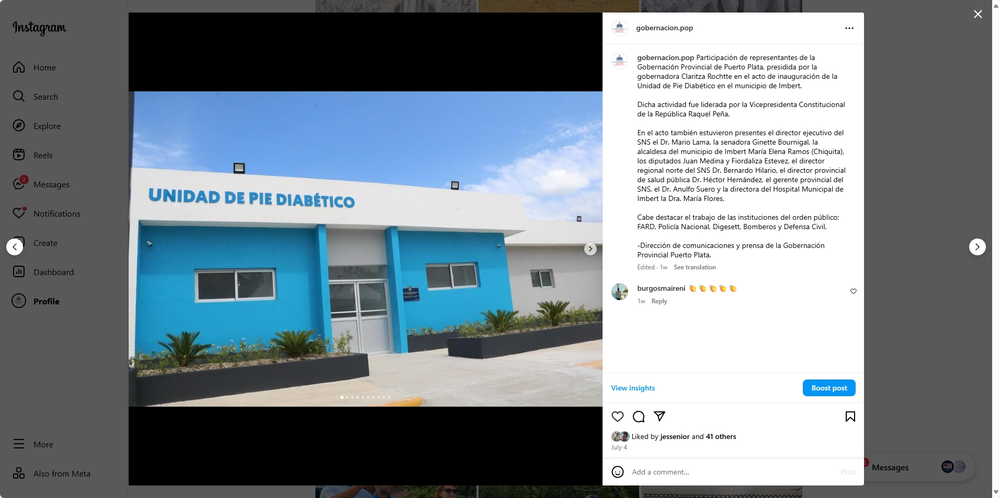 Instagram
Home
Search
Explore
Reels
2
Messages
Notifications
Create
Dashboard
Profile
More
Also from Meta
UNIDAD DE PIE DIABÉTICO
gobernacion.pop
gobernacion.pop Participación de representantes de la
Gobernación Provincial de Puerto Plata, presidida por la
gobernadora Claritza Rochtte en el acto de inauguración de la
Unidad de Pie Diabético en el municipio de Imbert.
Dicha actividad fue liderada por la Vicepresidenta Constitucional
de la República Raquel Peña.
En el acto también estuvieron presentes el director ejecutivo del
SNS el Dr. Mario Lama, la senadora Ginette Bournigal, la
alcaldesa del municipio de Imbert María Elena Ramos (Chiquita),
los diputados Juan Medina y Fiordaliza Estevez, el director
regional norte del SNS Dr. Bernardo Hilario, el director provincial
de salud pública Dr. Héctor Hernández, el gerente provincial del
SNS, el Dr. Anulfo Suero y la directora del Hospital Municipal de
Imbert la Dra. María Flores.
Cabe destacar el trabajo de las instituciones del orden público:
FARD, Policía Nacional, Digesett, Bomberos y Defensa Civil.
-Dirección de comunicaciones y prensa de la Gobernación
Provincial Puerto Plata.
Edited · 1w See translation
burgosmaireni 👏👏👏👏👏
1w Reply
View insights
Boost post
Liked by jessenior and 41 others
July 4
Add a comment...
Post
2
Messages